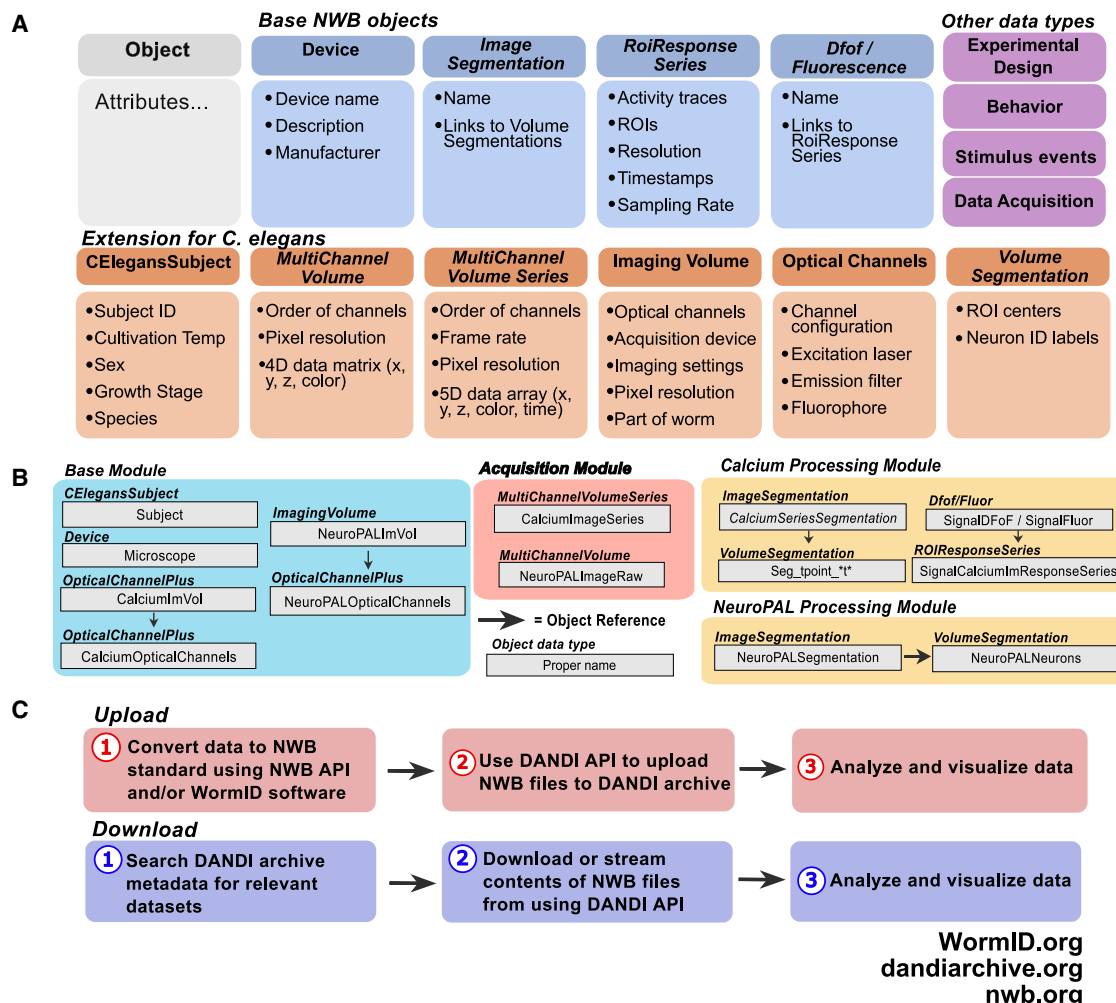 A
Base NWB objects
Other data types
Object
Attributes...
Device
• Device name
• Description
• Manufacturer
Image
Segmentation
• Name
• Links to Volume
Segmentations
RoiResponse
Series
• Activity traces
• ROIs
• Resolution
• Timestamps
• Sampling Rate
Dfof /
Fluorescence
• Name
• Links to
RoiResponse
Series
Experimental
Design
Behavior
Stimulus events
Data Acquisition
Extension for C. elegans
CElegansSubject
• Subject ID
• Cultivation Temp
• Sex
• Growth Stage
• Species
MultiChannel
Volume
• Order of channels
• Pixel resolution
• 4D data matrix (x,
y, z, color)
MultiChannel
Volume Series
• Order of channels
• Frame rate
• Pixel resolution
• 5D data array (x,
y, z, color, time)
Imaging Volume
• Optical channels
• Acquisition device
• Imaging settings
• Pixel resolution
• Part of worm
Optical Channels
• Channel
configuration
• Excitation laser
• Emission filter
• Fluorophore
Volume
Segmentation
• ROI centers
• Neuron ID labels
B
Base Module
CElegansSubject
Subject
Device
Microscope
OpticalChannelPlus
CalciumImVol
OpticalChannelPlus
CalciumOpticalChannels
ImagingVolume
NeuroPALImVol
OpticalChannelPlus
NeuroPALOpticalChannels
Acquisition Module
MultiChannelVolumeSeries
CalciumImageSeries
MultiChannelVolume
NeuroPALImageRaw
= Object Reference
Object data type
Proper name
Calcium Processing Module
ImageSegmentation
CalciumSeriesSegmentation
VolumeSegmentation
Seg_tpoint_*t*
Dfof/Fluor
SignalDFoF / SignalFluor
ROIResponseSeries
SignalCalciumImResponseSeries
NeuroPAL Processing Module
ImageSegmentation
NeuroPALSegmentation
VolumeSegmentation
NeuroPALNeurons
C
Upload
1 Convert data to NWB
standard using NWB API
and/or WormID software
2 Use DANDI API to upload
NWB files to DANDI archive
3 Analyze and visualize data
Download
1 Search DANDI archive
metadata for relevant
datasets
2 Download or stream
contents of NWB files
from using DANDI API
3 Analyze and visualize data
WormID.org
dandiarchive.org
nwb.org